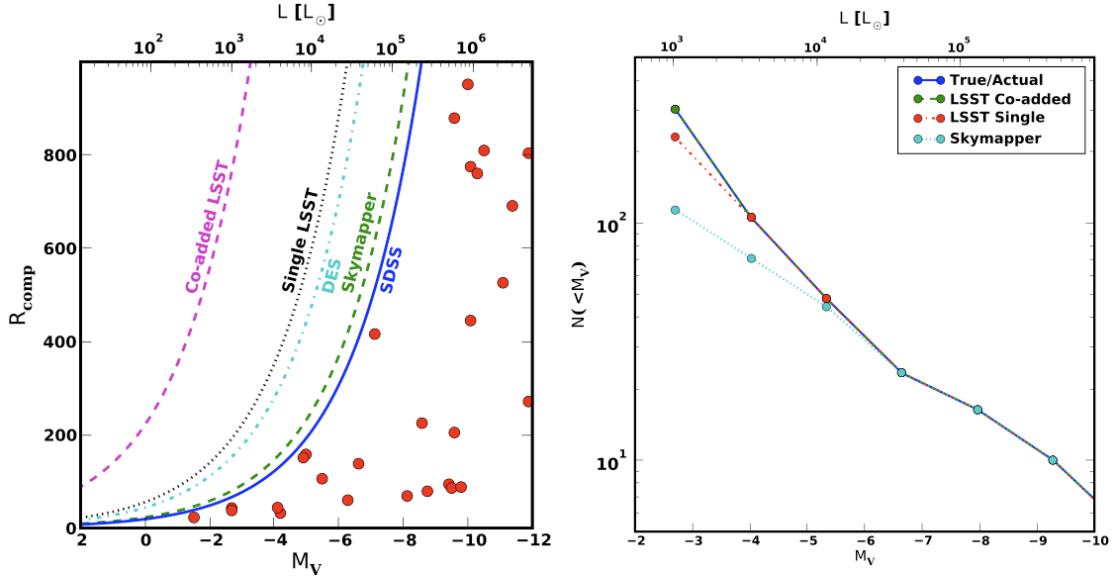 L [L☉]
10² 10³ 10⁴ 10⁵ 10⁶
R_comp
800
600
400
200
0
Co-added LSST
Single LSST
DES
Skymapper
SDSS
2 0 −2 −4 −6 −8 −10 −12
M_V
L [L☉]
10³ 10⁴ 10⁵
True/Actual
LSST Co-added
LSST Single
Skymapper
N( <M_V)
10²
10¹
−2 −3 −4 −5 −6 −7 −8 −9 −10
M_V